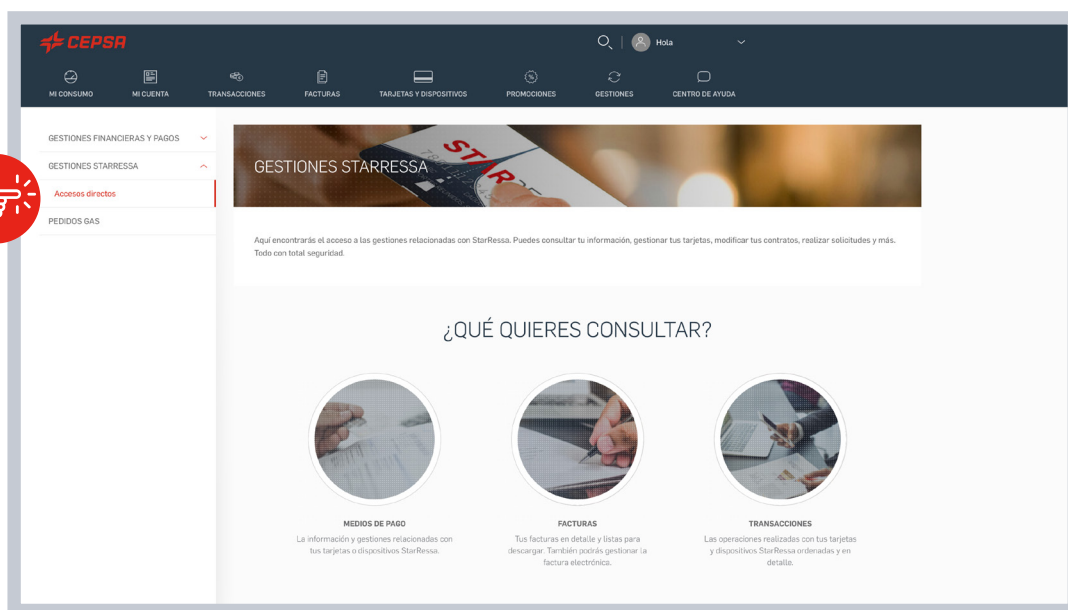 CEPSA
Hola
MI CONSUMO
MI CUENTA
TRANSACCIONES
FACTURAS
TARJETAS Y DISPOSITIVOS
PROMOCIONES
GESTIONES
CENTRO DE AYUDA
GESTIONES FINANCIERAS Y PAGOS
GESTIONES STARRESSA
Accesos directos
PEDIDOS GAS
GESTIONES STARRESSA
STAR
Aquí encontrarás el acceso a las gestiones relacionadas con StarRessa. Puedes consultar tu información, gestionar tus tarjetas, modificar tus contratos, realizar solicitudes y más.
Todo con total seguridad.
¿QUÉ QUIERES CONSULTAR?
MEDIOS DE PAGO
La información y gestiones relacionadas con
tus tarjetas o dispositivos StarRessa.
FACTURAS
Tus facturas en detalle y listas para
descargar. También podrás gestionar la
factura electrónica.
TRANSACCIONES
Las operaciones realizadas con tus tarjetas
y dispositivos StarRessa ordenadas y en
detalle.